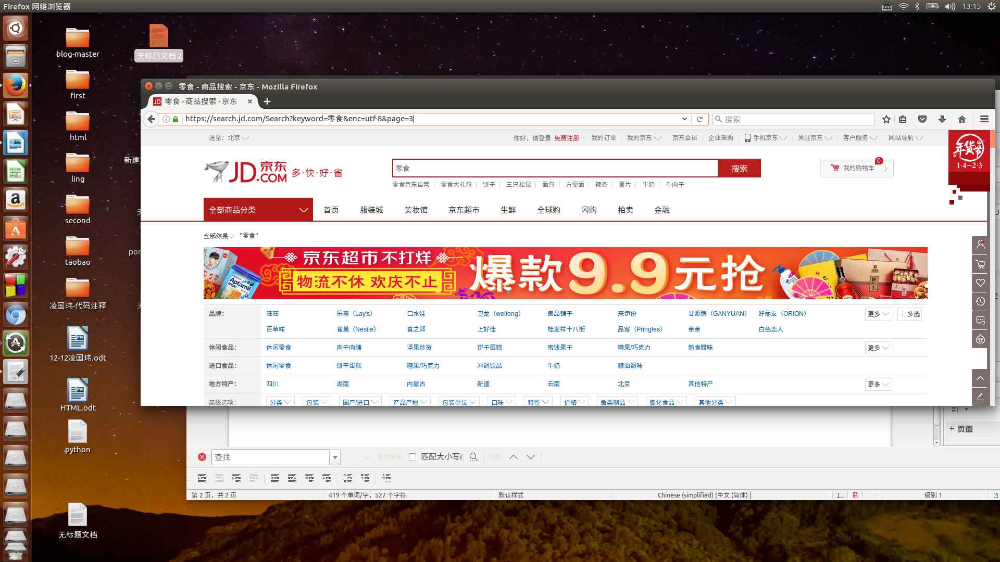 Firefox 网络浏览器
13:15
blog-master
无标题文档 2
first
html
ling
second
taobao
凌国玮-代码注释
12-12凌国玮.odt
HTML.odt
python
无标题文档
零食 - 商品搜索 - 京东 - Mozilla Firefox
JD 零食 - 商品搜索 - 京东
https://search.jd.com/Search?keyword=零食&enc=utf-8&page=3
搜索
送至：北京
你好，请登录 免费注册 我的订单 我的京东 京东会员 企业采购 手机京东 关注京东 客户服务 网站导航
年货节
1·4-2·3
JD.COM 京东 多·快·好·省
零食 搜索
我的购物车 0
零食京东自营 零食大礼包 饼干 三只松鼠 面包 方便面 辣条 薯片 牛奶 牛肉干
全部商品分类 首页 服装城 美妆馆 京东超市 生鲜 全球购 闪购 拍卖 金融
全部结果 > "零食"
京东超市不打烊
物流不休 欢庆不止
爆款9.9元抢
Aptamil
品牌： 旺旺 乐事（Lay's） 口水娃 卫龙（weilong） 良品铺子 来伊份 甘源牌（GANYUAN） 好丽友（ORION） 更多 多选
百草味 雀巢（Nestle） 喜之郎 上好佳 桂发祥十八街 品客（Pringles） 亲亲 白色恋人
休闲食品： 休闲零食 肉干肉脯 坚果炒货 饼干蛋糕 蜜饯果干 糖果/巧克力 熟食腊味 更多
进口食品： 休闲零食 饼干蛋糕 糖果/巧克力 冲调饮品 牛奶 粮油调味
地方特产： 四川 湖南 内蒙古 新疆 云南 北京 其他特产 更多
高级选项： 分类 包装 国产/进口 产品产地 包装单位 口味 特性 价格 鱼类制品 膨化食品 其他分类
+ 页面
查找 查找全部 匹配大小写( 导航
第 2 页，共 2 页 419 个单词/字，527 个字符 默认样式 Chinese (simplified) [中文 (简体) ] 级别 1